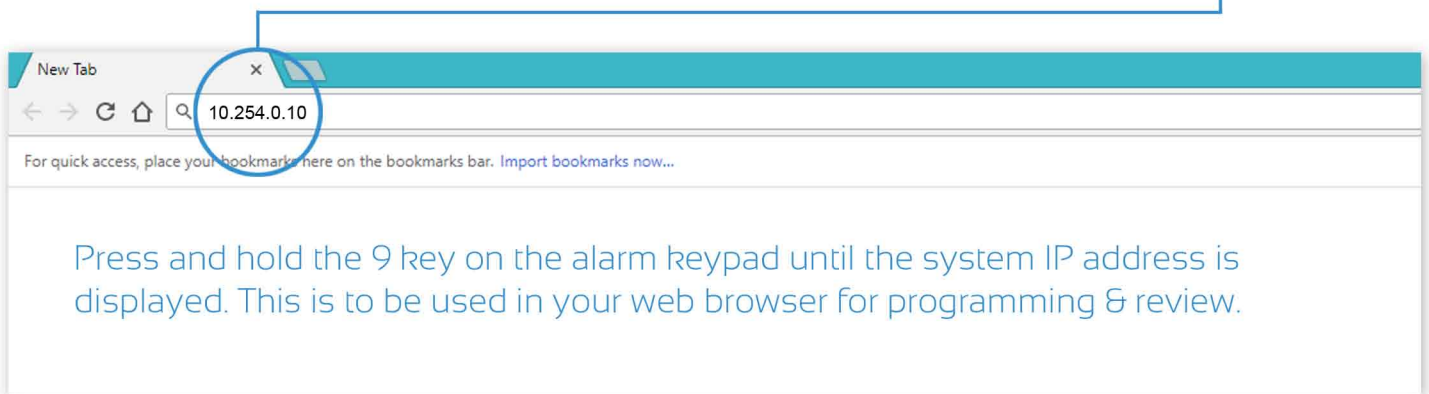 New Tab
10.254.0.10
For quick access, place your bookmarks here on the bookmarks bar. Import bookmarks now...
Press and hold the 9 key on the alarm keypad until the system IP address is
displayed. This is to be used in your web browser for programming & review.